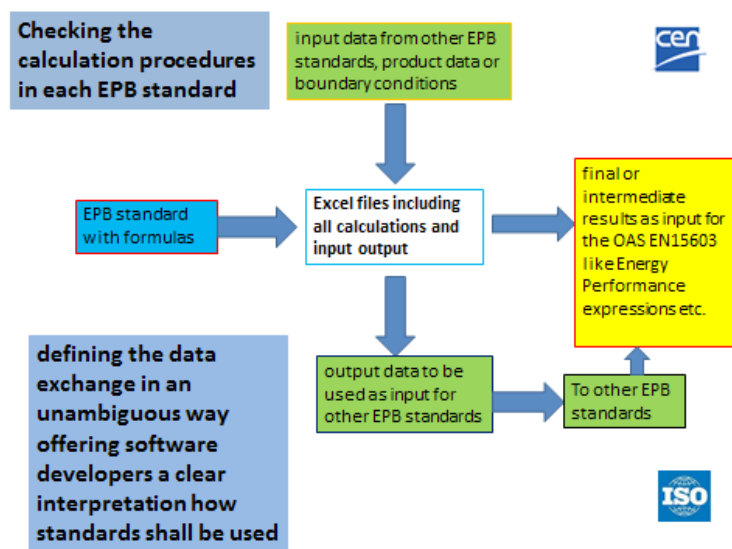 Checking the
calculation procedures
in each EPB standard
input data from other EPB
standards, product data or
boundary conditions
cen
EPB standard
with formulas
Excel files including
all calculations and
input output
final or
intermediate
results as input for
the OAS EN15603
like Energy
Performance
expressions etc.
defining the data
exchange in an
unambiguous way
offering software
developers a clear
interpretation how
standards shall be used
output data to be
used as input for
other EPB standards
To other EPB
standards
ISO